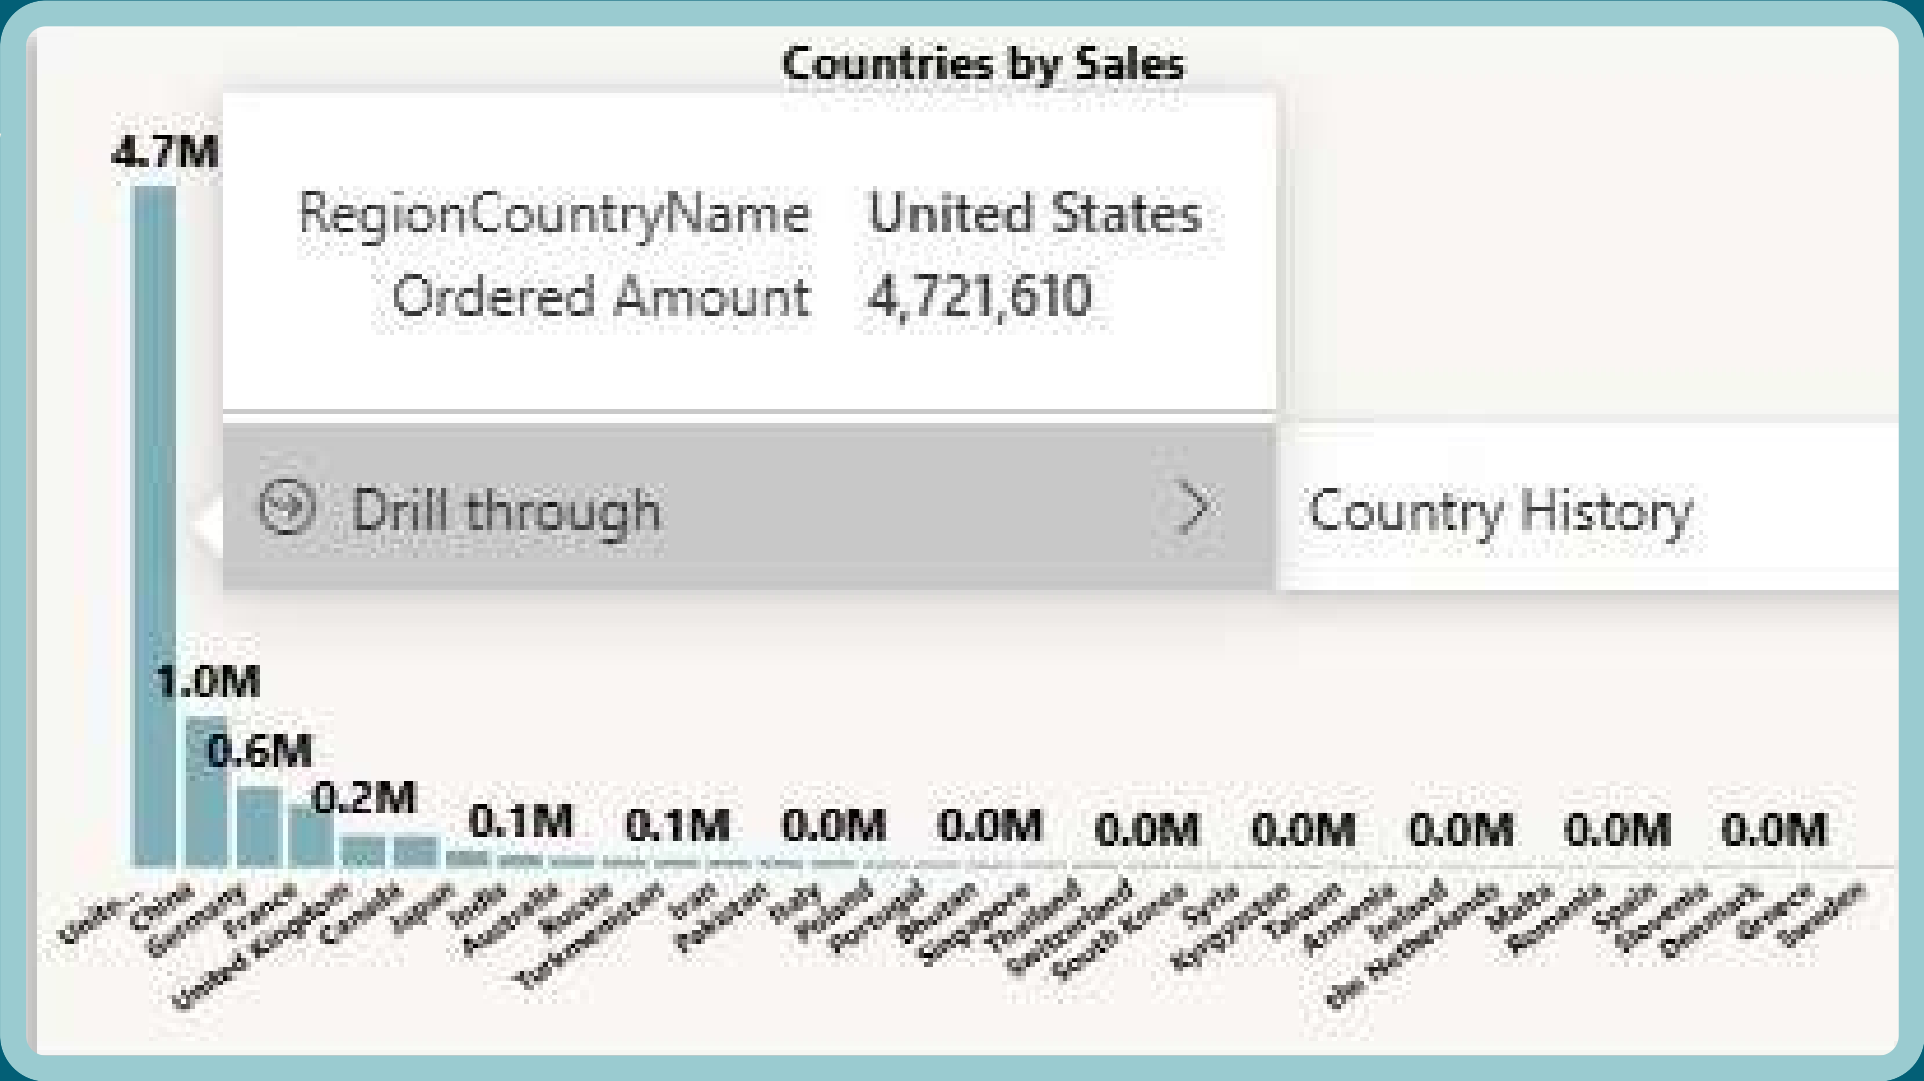 Countries by Sales
4.7M
RegionCountryName United States
Ordered Amount 4,721,610
Drill through
Country History
1.0M
0.6M
0.2M
0.1M
0.1M
0.0M
0.0M
0.0M
0.0M
0.0M
0.0M
0.0M
Unite...
China
Germany
France
United Kingdom
Canada
Japan
India
Australia
Russia
Turkmenistan
Iran
Pakistan
Italy
Poland
Portugal
Bhutan
Singapore
Thailand
Switzerland
South Korea
Syria
Kyrgyzstan
Taiwan
Armenia
Ireland
the Netherlands
Malta
Romania
Spain
Slovenia
Denmark
Greece
Sweden